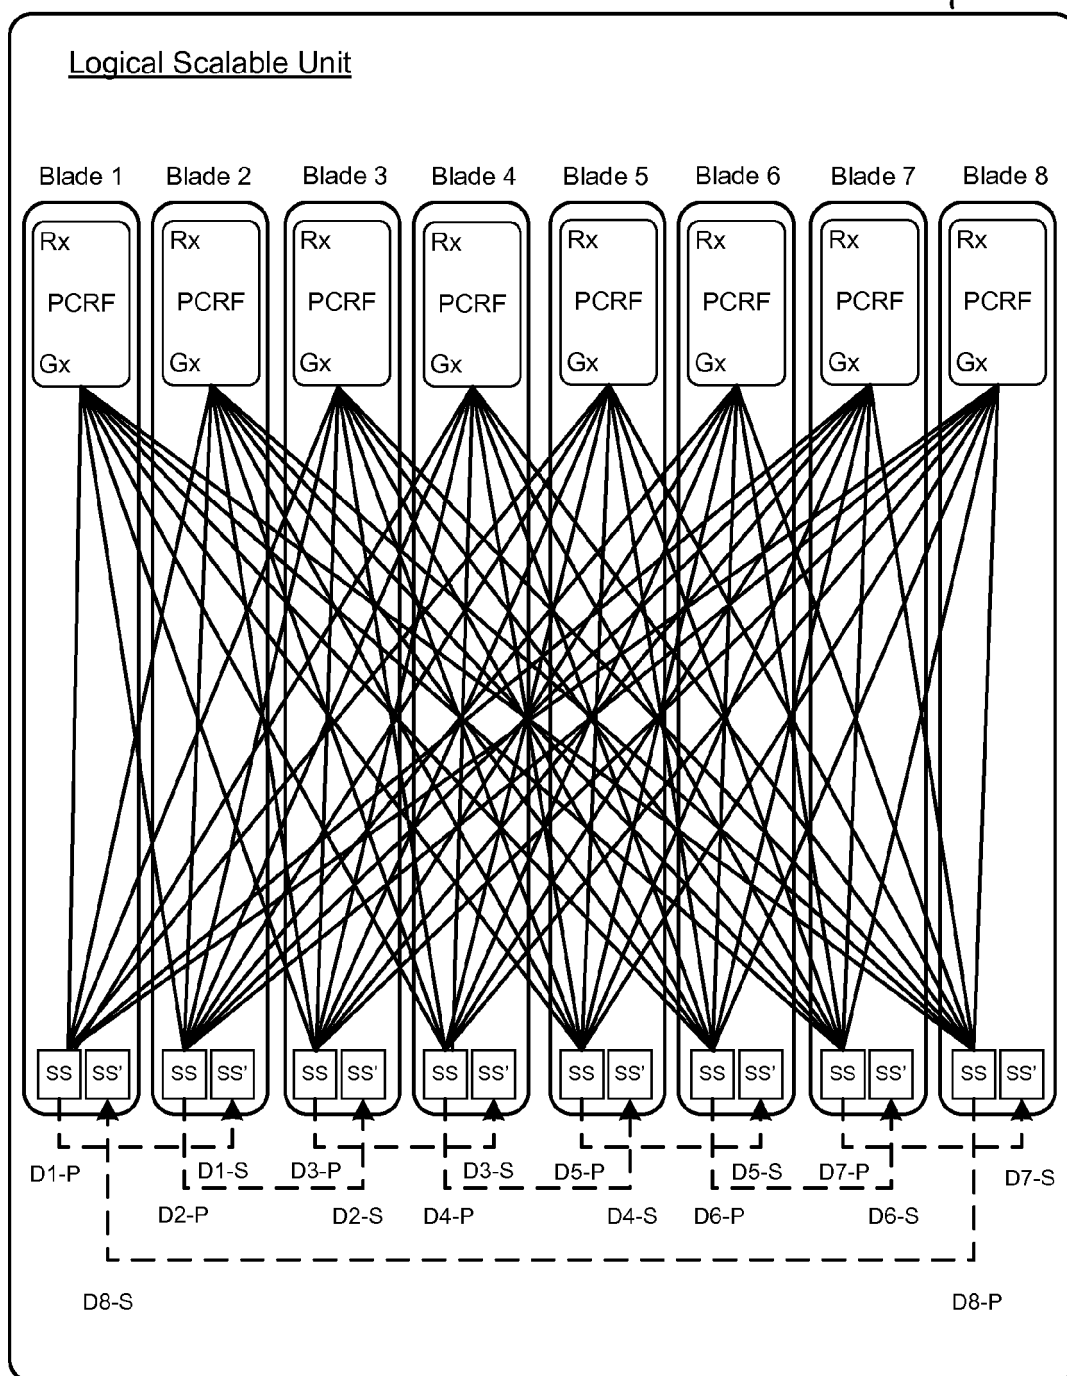 Logical Scalable Unit
Blade 1 Blade 2 Blade 3 Blade 4 Blade 5 Blade 6 Blade 7 Blade 8
Rx Rx Rx Rx Rx Rx Rx Rx
PCRF PCRF PCRF PCRF PCRF PCRF PCRF PCRF
Gx Gx Gx Gx Gx Gx Gx Gx
SS SS' SS SS' SS SS' SS SS' SS SS' SS SS' SS SS' SS SS'
D1-P D1-S D3-P D3-S D5-P D5-S D7-P D7-S
D2-P D2-S D4-P D4-S D6-P D6-S
D8-S D8-P